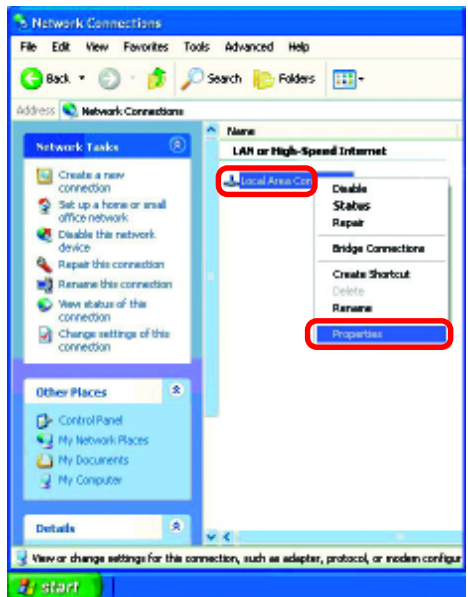 Network Connections
File Edit View Favorites Tools Advanced Help
Back Search Folders
Address Network Connections
Network Tasks
Create a new
connection
Set up a home or small
office network
Disable this network
device
Repair this connection
Rename this connection
View status of this
connection
Change settings of this
connection
Other Places
Control Panel
My Network Places
My Documents
My Computer
Details
Name
LAN or High-Speed Internet
Local Area Con
Disable
Status
Repair
Bridge Connections
Create Shortcut
Delete
Rename
Properties
View or change settings for this connection, such as adapter, protocol, or modem configur
start